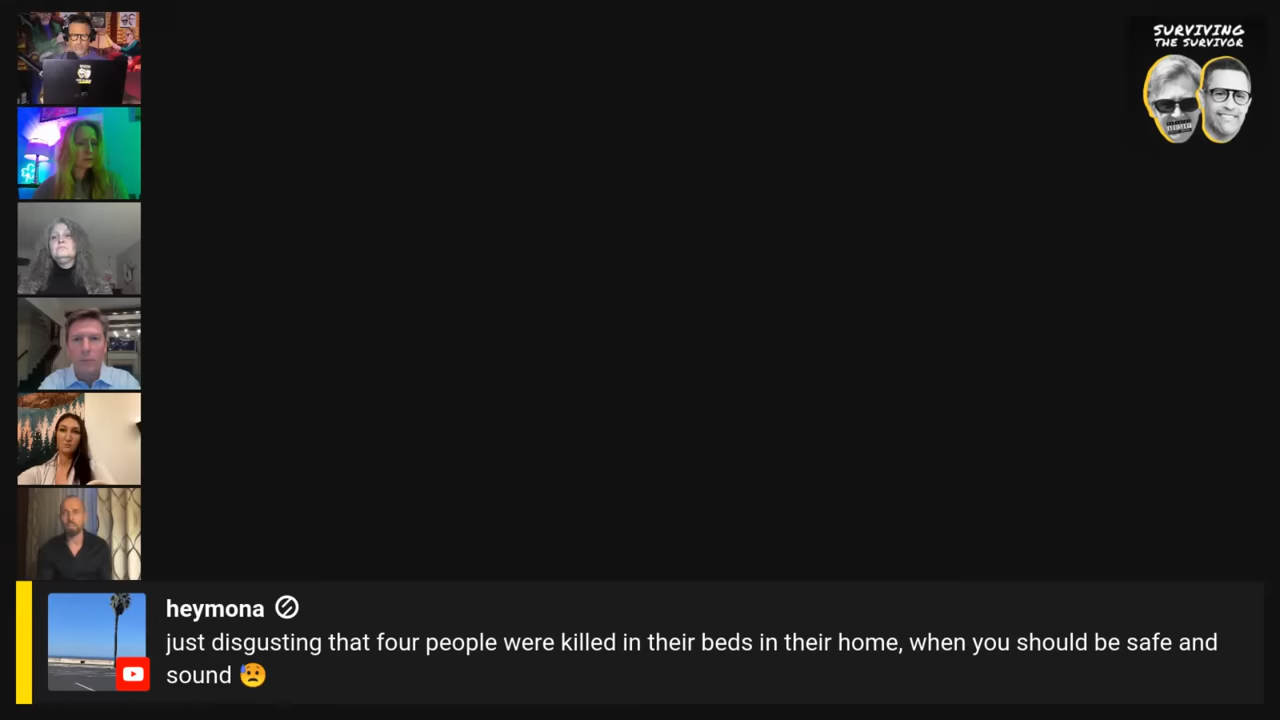 SURVIVING
THE SURVIVOR
heymona
just disgusting that four people were killed in their beds in their home, when you should be safe and
sound 😥